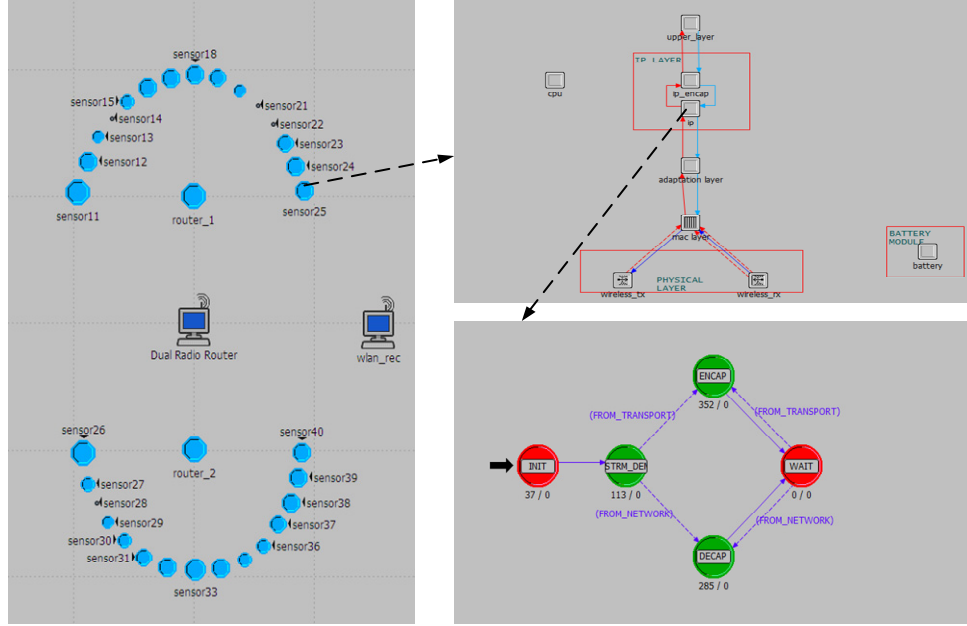 sensor18
sensor15
sensor14
sensor13
sensor12
sensor11
sensor21
sensor22
sensor23
sensor24
sensor25
router_1
Dual Radio Router
wlan_rec
sensor26
sensor27
sensor28
sensor29
sensor30
sensor31
sensor33
router_2
sensor40
sensor39
sensor38
sensor37
sensor36
upper_layer
cpu
IP LAYER
ip_encap
ip
adaptation layer
mac layer
PHYSICAL
LAYER
wireless_tx
wireless_rx
BATTERY
MODULE
battery
ENCAP
352 / 0
(FROM_TRANSPORT)
(FROM_TRANSPORT)
INIT
37 / 0
STRM_DEM
113 / 0
WAIT
0 / 0
(FROM_NETWORK)
(FROM_NETWORK)
DECAP
285 / 0